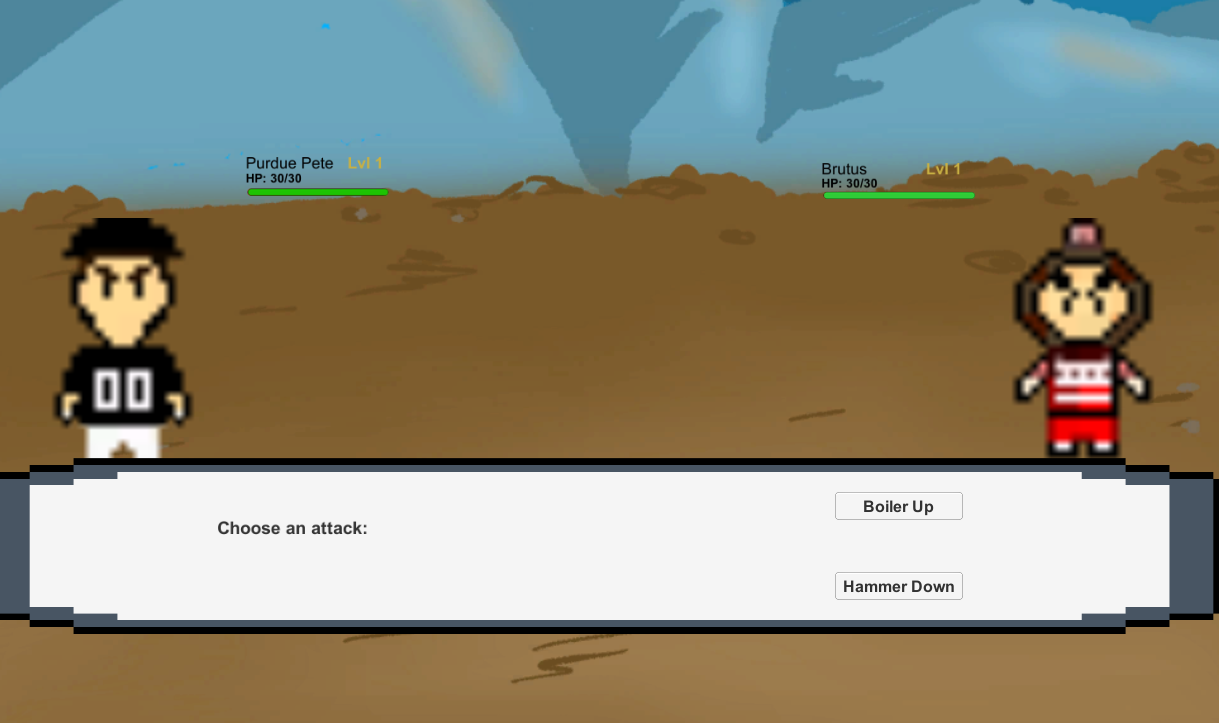 Purdue Pete Lvl 1
HP: 30/30
Brutus Lvl 1
HP: 30/30
00
Choose an attack:
Boiler Up
Hammer Down